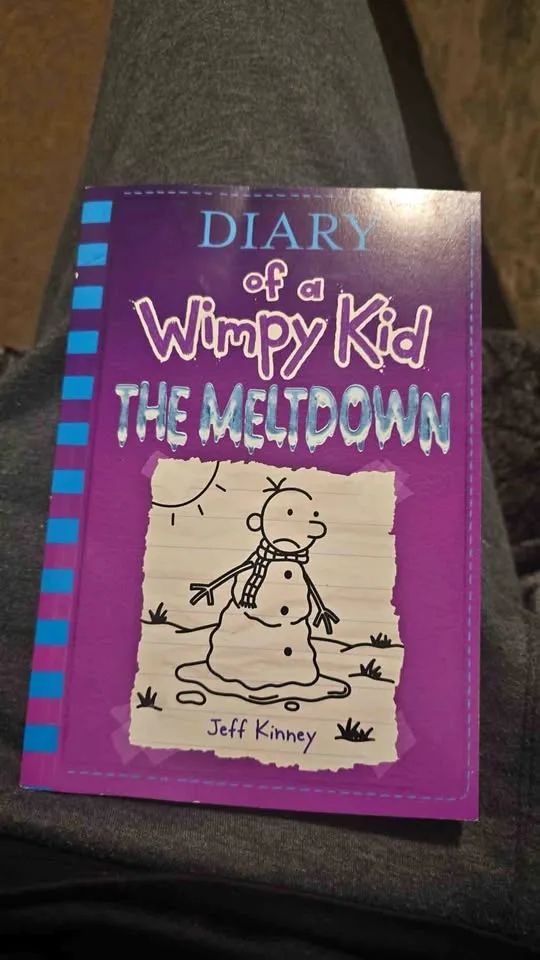 DIARY
of a
Wimpy Kid
THE MELTDOWN
Jeff Kinney